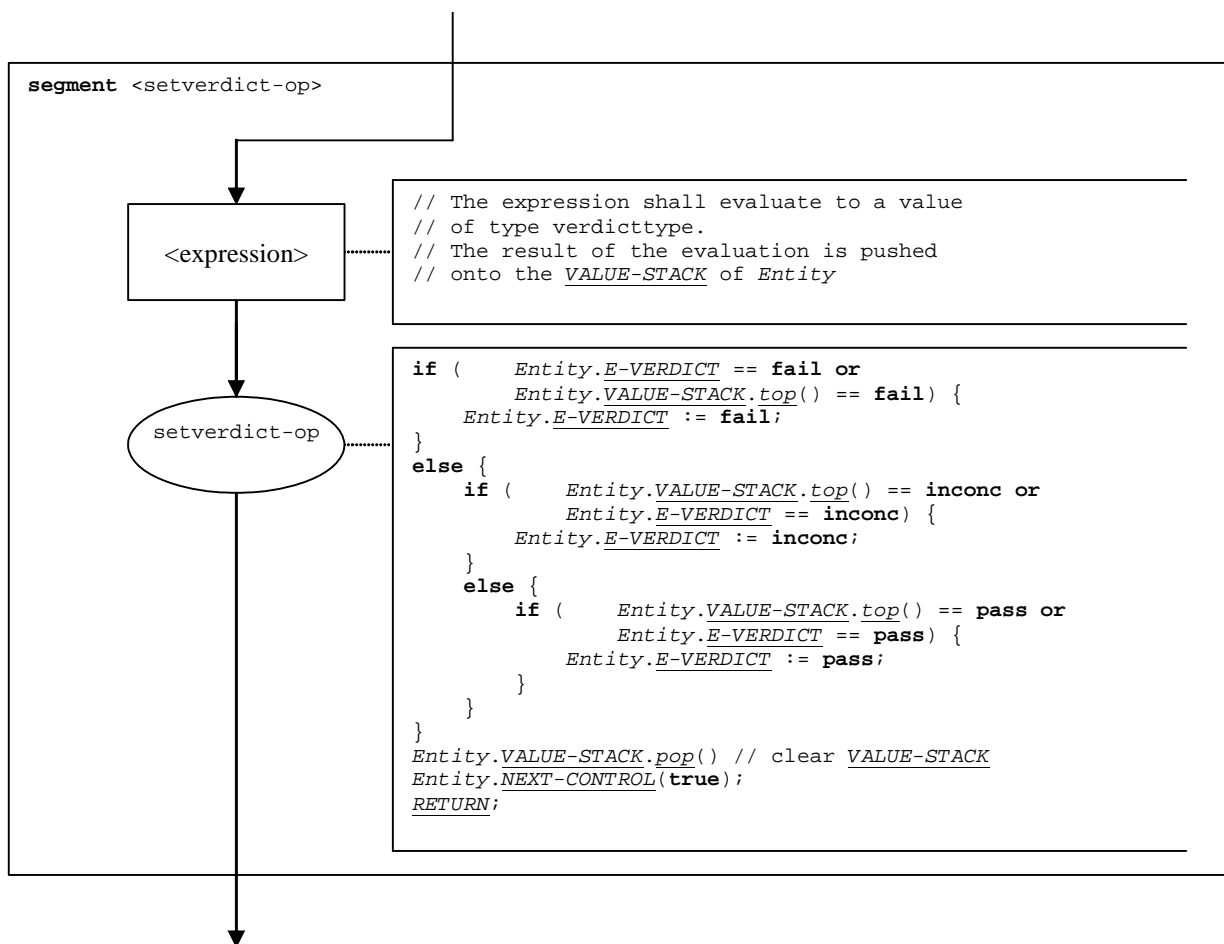 segment <setverdict-op>
<expression>
// The expression shall evaluate to a value
// of type verdicttype.
// The result of the evaluation is pushed
// onto the VALUE-STACK of Entity
setverdict-op
if (    Entity.E-VERDICT == fail or
        Entity.VALUE-STACK.top() == fail) {
    Entity.E-VERDICT := fail;
}
else {
    if (    Entity.VALUE-STACK.top() == inconc or
            Entity.E-VERDICT == inconc) {
        Entity.E-VERDICT := inconc;
    }
    else {
        if (    Entity.VALUE-STACK.top() == pass or
                Entity.E-VERDICT == pass) {
            Entity.E-VERDICT := pass;
        }
    }
}
Entity.VALUE-STACK.pop() // clear VALUE-STACK
Entity.NEXT-CONTROL(true);
RETURN;